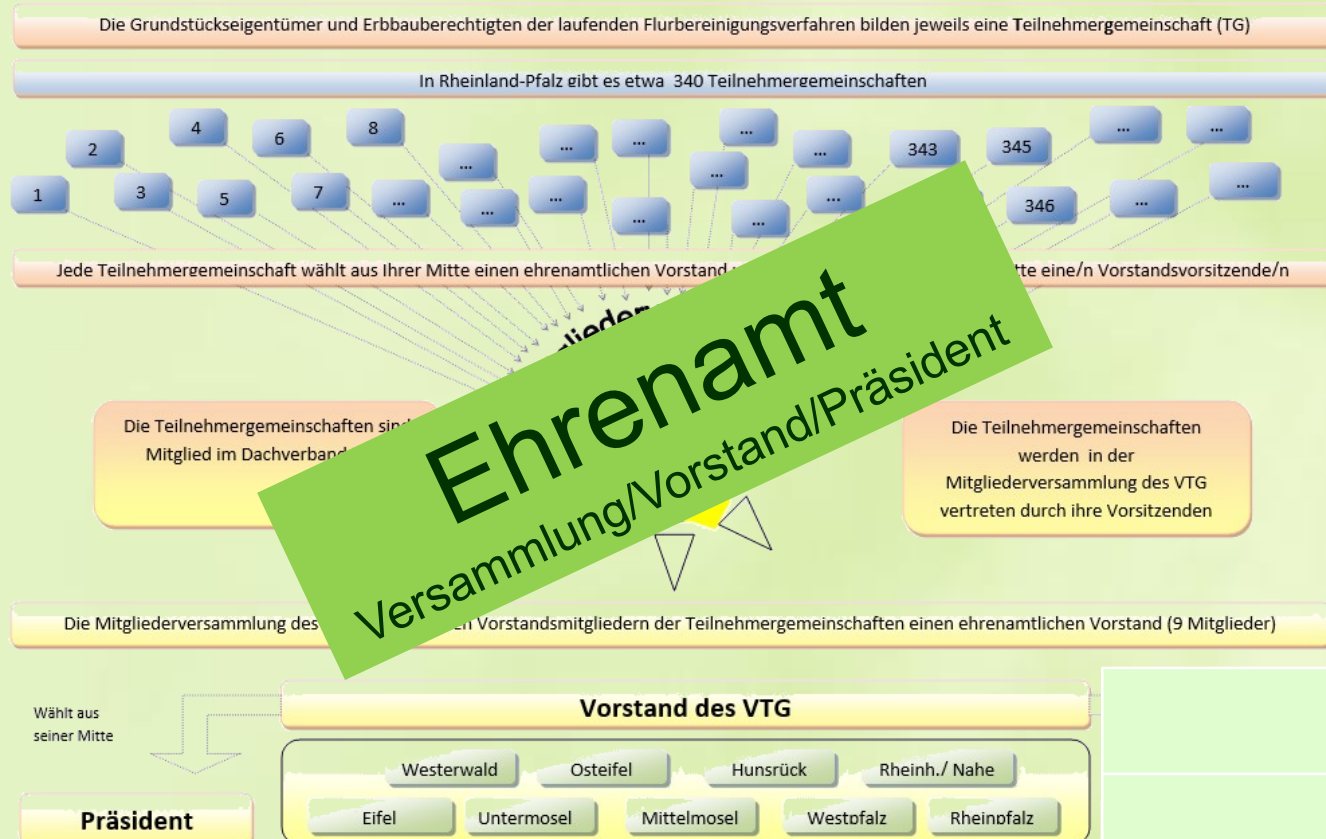 Die Grundstückseigentümer und Erbbauberechtigten der laufenden Flurbereinigungsverfahren bilden jeweils eine Teilnehmergemeinschaft (TG)
In Rheinland-Pfalz gibt es etwa 340 Teilnehmergemeinschaften
1
2
3
4
5
6
7
8
...
...
...
...
...
...
...
...
...
...
...
...
...
343
345
346
...
...
...
...
Jede Teilnehmergemeinschaft wählt aus Ihrer Mitte einen ehrenamtlichen Vorstand eine/n Vorstandsvorsitzende/n
Ehrenamt
Versammlung/Vorstand/Präsident
Die Teilnehmergemeinschaften
Mitglied im Dachverband
Die Teilnehmergemeinschaften
werden in der
Mitgliederversammlung des VTG
vertreten durch ihre Vorsitzenden
Die Mitgliederversammlung des Vorstandsmitgliedern der Teilnehmergemeinschaften einen ehrenamtlichen Vorstand (9 Mitglieder)
Wählt aus
seiner Mitte
Vorstand des VTG
Westerwald Osteifel Hunsrück Rheinh./ Nahe
Eifel Untermosel Mittelmosel Westpfalz Rheinpfalz
Präsident